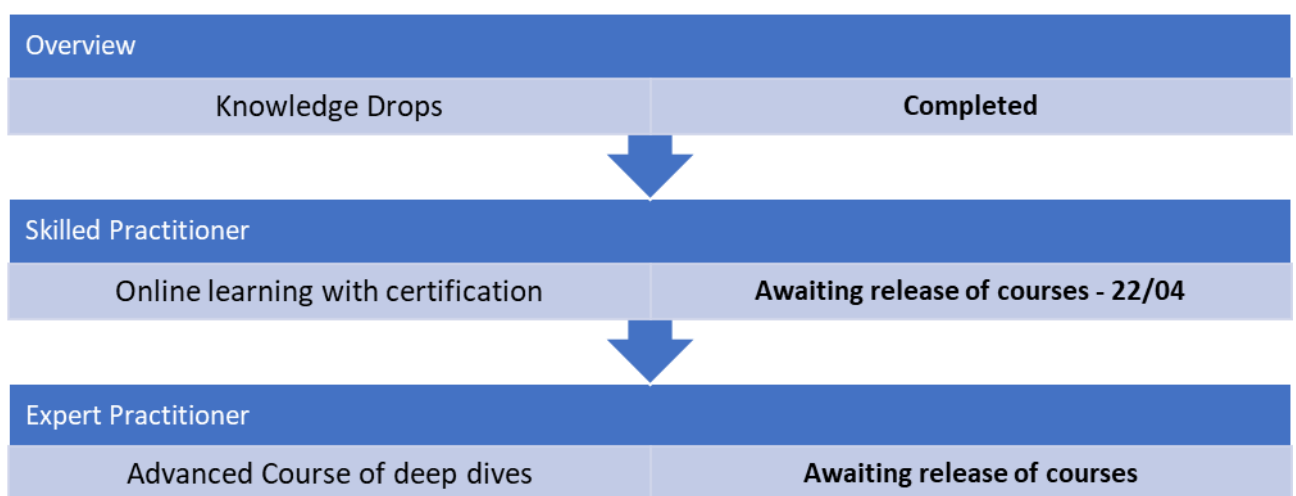 Overview
Knowledge Drops
Completed
Skilled Practitioner
Online learning with certification
Awaiting release of courses - 22/04
Expert Practitioner
Advanced Course of deep dives
Awaiting release of courses